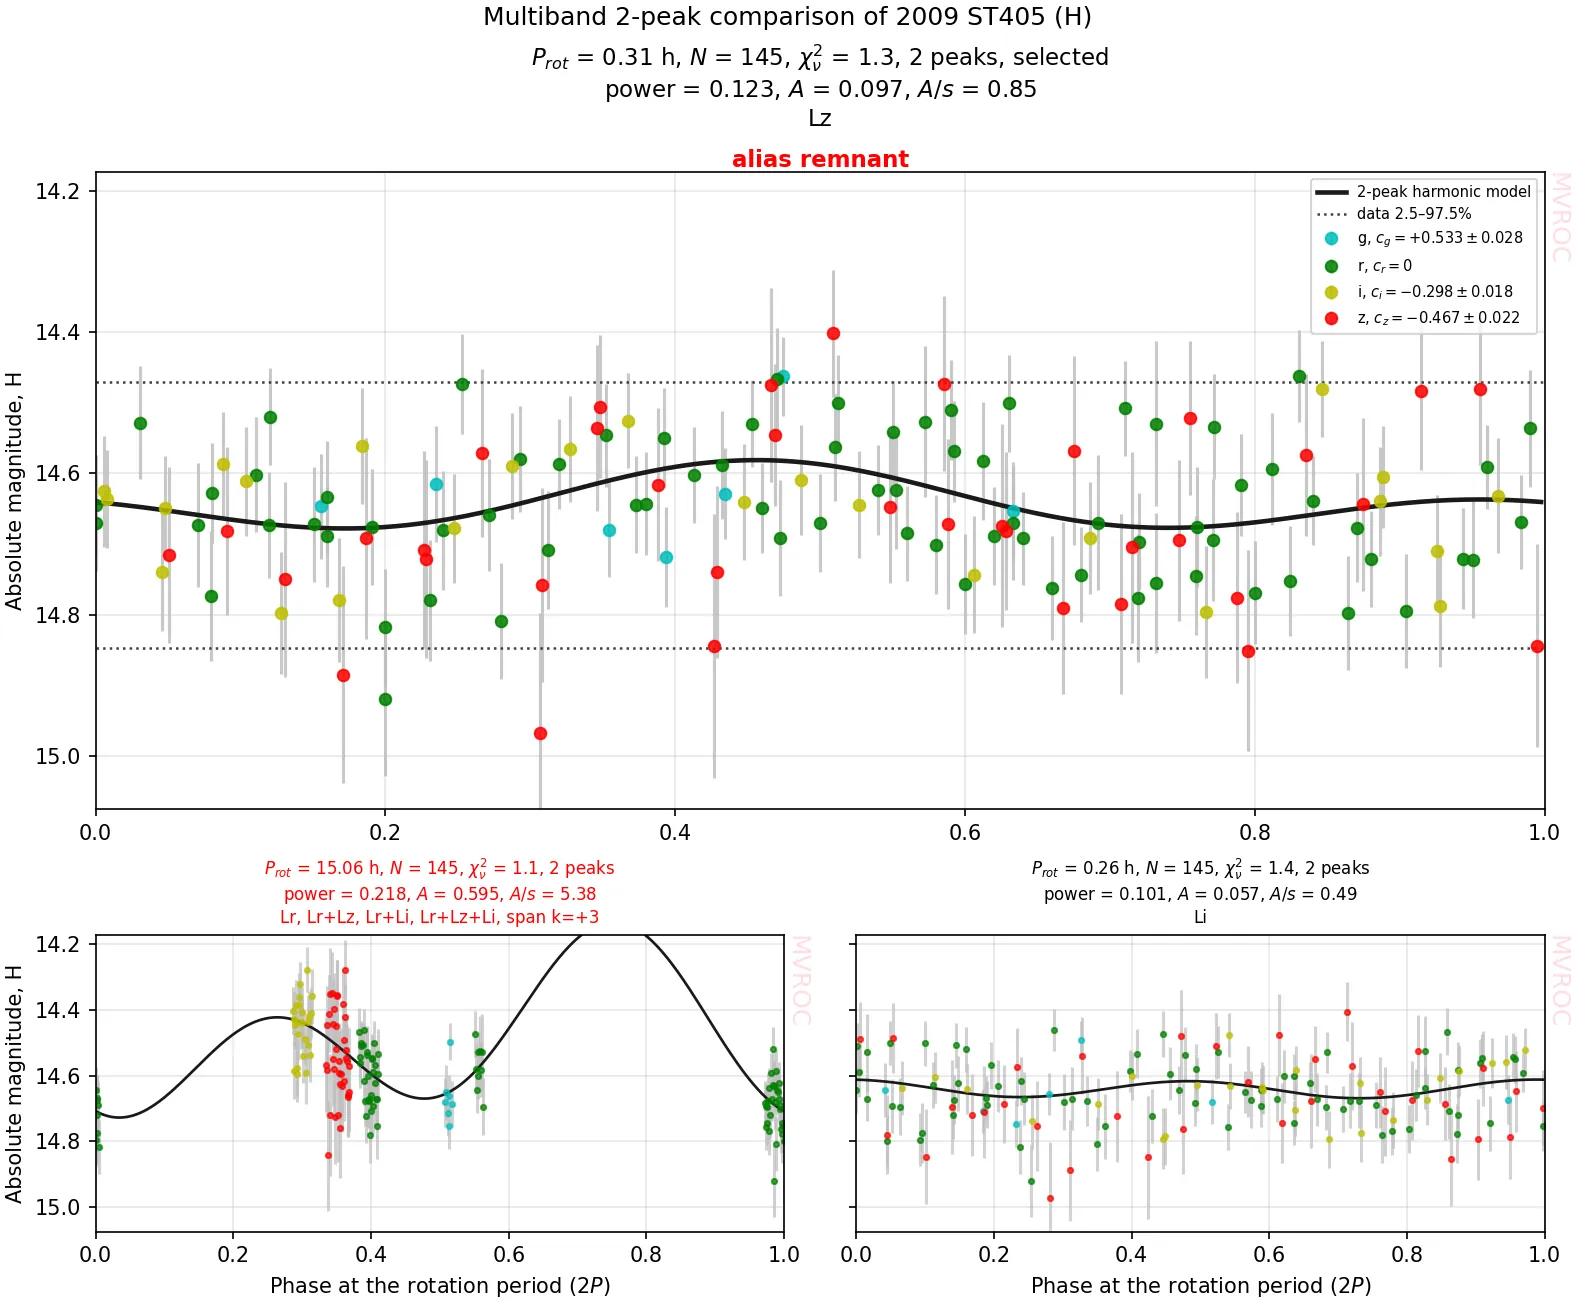 Multiband 2-peak comparison of 2009 ST405 (H)
P_rot = 0.31 h, N = 145, χ²_ν = 1.3, 2 peaks, selected
power = 0.123, A = 0.097, A/s = 0.85
Lz
alias remnant
2-peak harmonic model
data 2.5–97.5%
g, c_g = +0.533 ± 0.028
r, c_r = 0
i, c_i = −0.298 ± 0.018
z, c_z = −0.467 ± 0.022
MVROC
Absolute magnitude, H
14.2
14.4
14.6
14.8
15.0
0.0 0.2 0.4 0.6 0.8 1.0
P_rot = 15.06 h, N = 145, χ²_ν = 1.1, 2 peaks
power = 0.218, A = 0.595, A/s = 5.38
Lr, Lr+Lz, Lr+Li, Lr+Lz+Li, span k=+3
MVROC
Absolute magnitude, H
14.2
14.4
14.6
14.8
15.0
0.0 0.2 0.4 0.6 0.8 1.0
Phase at the rotation period (2P)
P_rot = 0.26 h, N = 145, χ²_ν = 1.4, 2 peaks
power = 0.101, A = 0.057, A/s = 0.49
Li
MVROC
0.0 0.2 0.4 0.6 0.8 1.0
Phase at the rotation period (2P)